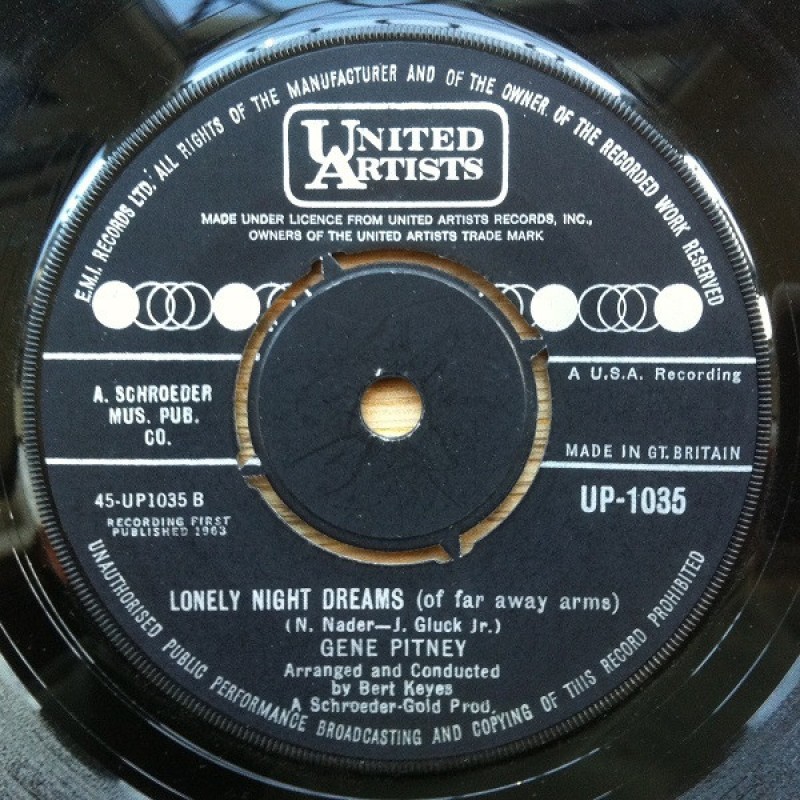 E.M.I. RECORDS LTD. ALL RIGHTS OF THE MANUFACTURER AND OF THE OWNER OF THE RECORDED WORK RESERVED
UNITED
ARTISTS
MADE UNDER LICENCE FROM UNITED ARTISTS RECORDS, INC.,
OWNERS OF THE UNITED ARTISTS TRADE MARK
A. SCHROEDER
MUS. PUB.
CO.
A U.S.A. Recording
MADE IN GT. BRITAIN
45-UP1035 B
RECORDING FIRST
PUBLISHED 1963
UP-1035
LONELY NIGHT DREAMS (of far away arms)
(N. Nader—J. Gluck Jr.)
GENE PITNEY
Arranged and Conducted
by Bert Keyes
A Schroeder-Gold Prod.
UNAUTHORISED PUBLIC PERFORMANCE BROADCASTING AND COPYING OF THIS RECORD PROHIBITED